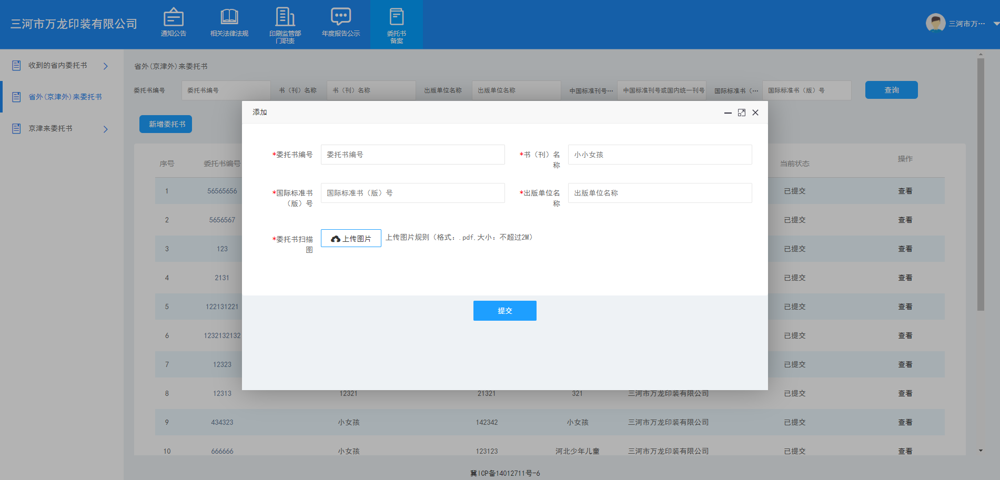 三河市万龙印装有限公司
通知公告
相关法律法规
印刷监管部
门职责
年度报告公示
委托书
备案
三河市万…
收到的省内委托书
省外(京津外)来委托书
京津来委托书
省外(京津外)来委托书
委托书编号 委托书编号 书（刊）名称 书（刊）名称 出版单位名称 出版单位名称 中国标准刊号… 中国标准刊号或国内统一刊号 国际标准书（… 国际标准书（版）号 查询
新增委托书
添加
*委托书编号 委托书编号
*书（刊）名
称
小小女孩
*国际标准书
（版）号
国际标准书（版）号
*出版单位名
称
出版单位名称
*委托书扫描
图
上传图片 上传图片规则（格式：.pdf,大小：不超过2M）
提交
序号 委托书编号 当前状态 操作
1 56565656 已提交 查看
2 5656567 已提交 查看
3 123 已提交 查看
4 2131 已提交 查看
5 122131221 已提交 查看
6 1232132132 已提交 查看
7 12323 已提交 查看
8 12313 12321 21321 321 三河市万龙印装有限公司 已提交 查看
9 434323 小女孩 142342 小女孩 三河市万龙印装有限公司 已提交 查看
10 666666 小女孩 123123 河北少年儿童 三河市万龙印装有限公司 已提交 查看
冀ICP备14012711号-6